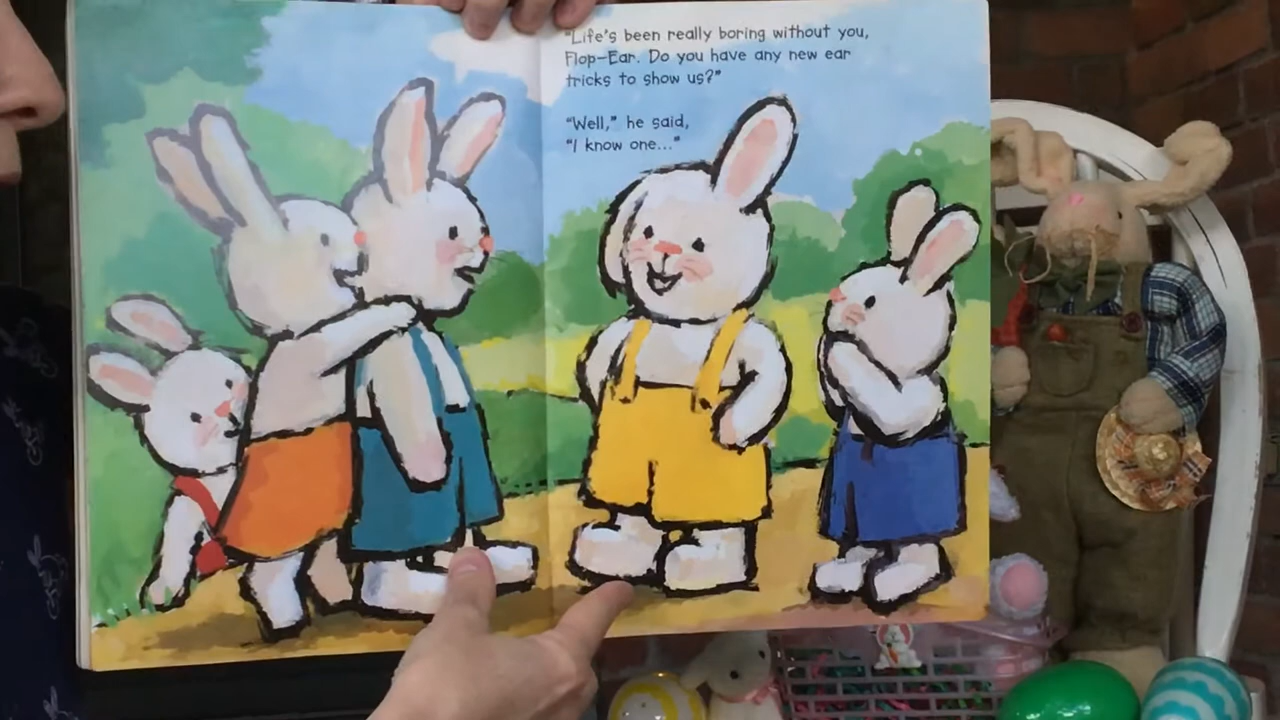 "Life's been really boring without you,
Flop-Ear. Do you have any new ear
tricks to show us?"
"Well," he said,
"I know one..."